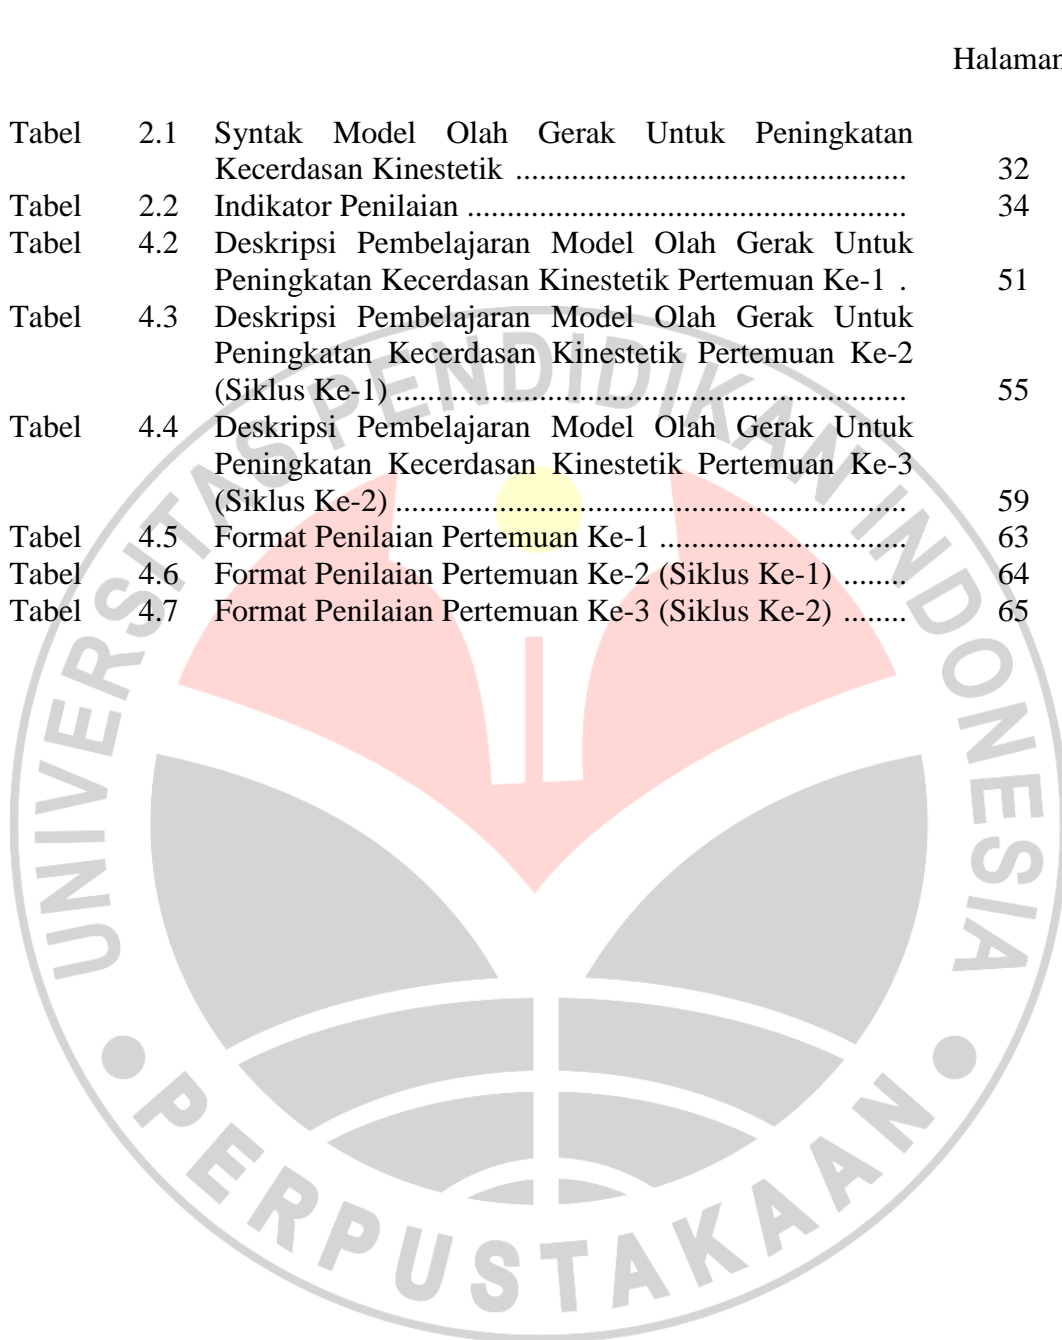 Halaman
Tabel 2.1 Syntak Model Olah Gerak Untuk Peningkatan
Kecerdasan Kinestetik ................................................. 32
Tabel 2.2 Indikator Penilaian ....................................................... 34
Tabel 4.2 Deskripsi Pembelajaran Model Olah Gerak Untuk
Peningkatan Kecerdasan Kinestetik Pertemuan Ke-1 . 51
Tabel 4.3 Deskripsi Pembelajaran Model Olah Gerak Untuk
Peningkatan Kecerdasan Kinestetik Pertemuan Ke-2
(Siklus Ke-1) ................................................................ 55
Tabel 4.4 Deskripsi Pembelajaran Model Olah Gerak Untuk
Peningkatan Kecerdasan Kinestetik Pertemuan Ke-3
(Siklus Ke-2) ............................................................... 59
Tabel 4.5 Format Penilaian Pertemuan Ke-1 ............................... 63
Tabel 4.6 Format Penilaian Pertemuan Ke-2 (Siklus Ke-1) ........ 64
Tabel 4.7 Format Penilaian Pertemuan Ke-3 (Siklus Ke-2) ........ 65
UNIVERSITAS PENDIDIKAN INDONESIA
PERPUSTAKAAN